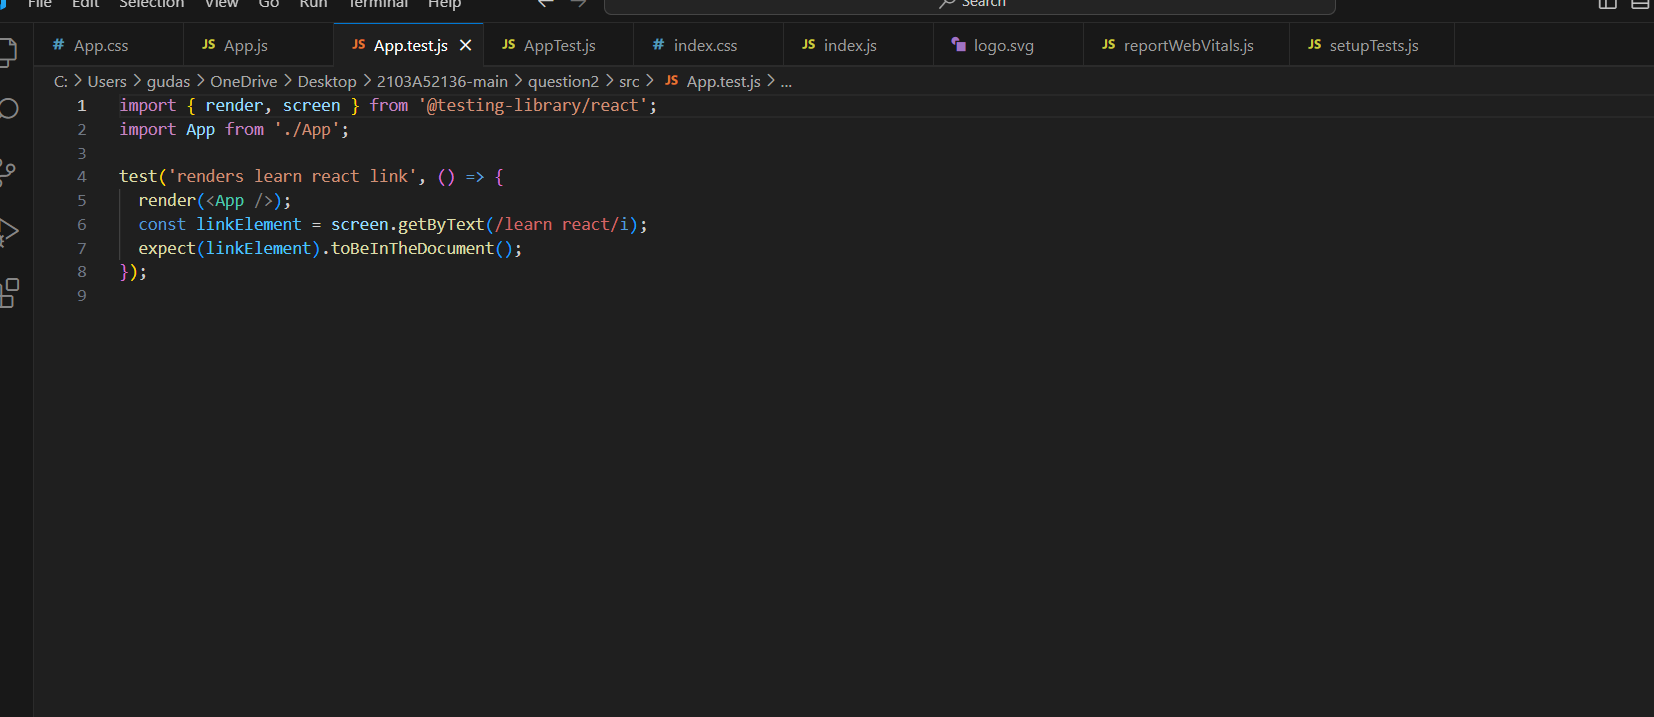 File Edit Selection View Go Run Terminal Help Search
# App.css JS App.js JS App.test.js JS AppTest.js # index.css JS index.js logo.svg JS reportWebVitals.js JS setupTests.js
C: > Users > gudas > OneDrive > Desktop > 2103A52136-main > question2 > src > JS App.test.js > ...
1 import { render, screen } from '@testing-library/react';
2 import App from './App';
3
4 test('renders learn react link', () => {
5 render(<App />);
6 const linkElement = screen.getByText(/learn react/i);
7 expect(linkElement).toBeInTheDocument();
8 });
9